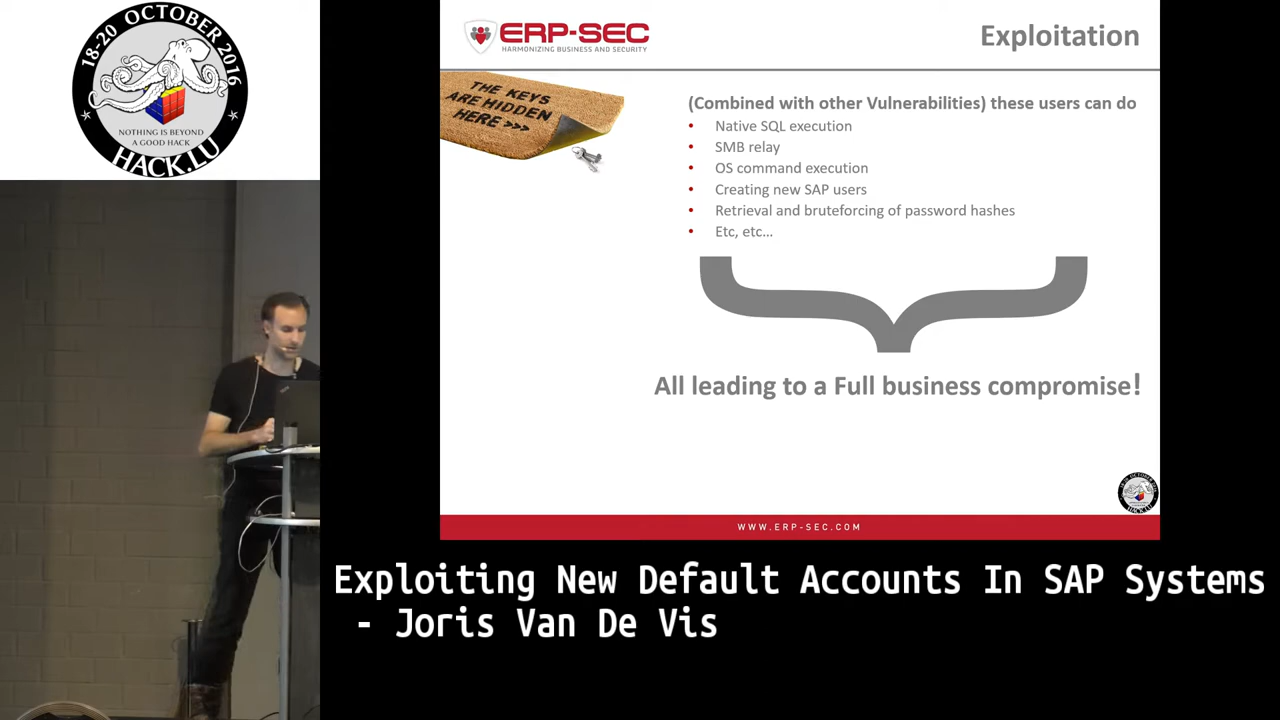 18-20 OCTOBER 2016
NOTHING IS BEYOND
A GOOD HACK
HACK.LU
ERP-SEC
HARMONIZING BUSINESS AND SECURITY
Exploitation
THE KEYS
ARE HIDDEN
HERE >>>
(Combined with other Vulnerabilities) these users can do
• Native SQL execution
• SMB relay
• OS command execution
• Creating new SAP users
• Retrieval and bruteforcing of password hashes
• Etc, etc...
All leading to a Full business compromise!
WWW.ERP-SEC.COM
Exploiting New Default Accounts In SAP Systems
- Joris Van De Vis